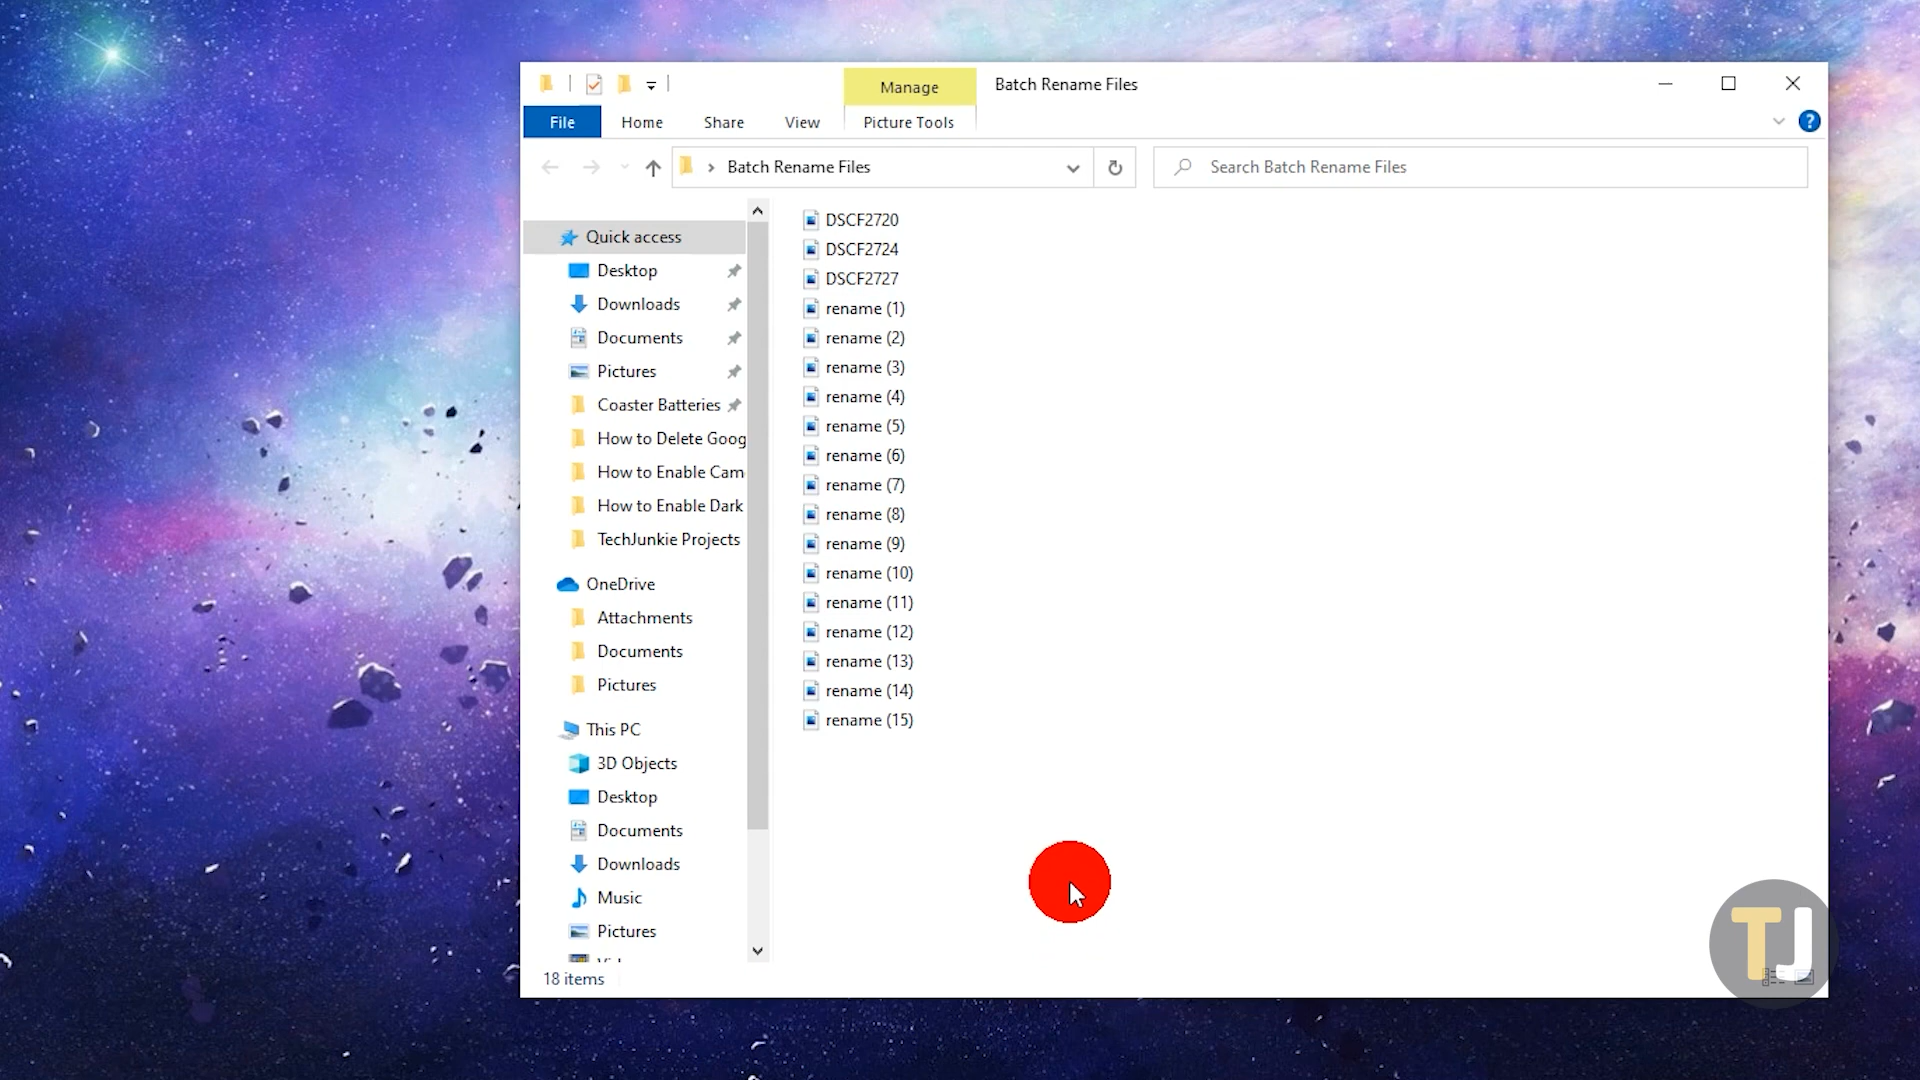 Manage
Batch Rename Files
File
Home
Share
View
Picture Tools
?
Batch Rename Files
Search Batch Rename Files
Quick access
Desktop
Downloads
Documents
Pictures
Coaster Batteries
How to Delete Goog
How to Enable Cam
How to Enable Dark
TechJunkie Projects
OneDrive
Attachments
Documents
Pictures
This PC
3D Objects
Desktop
Documents
Downloads
Music
Pictures
DSCF2720
DSCF2724
DSCF2727
rename (1)
rename (2)
rename (3)
rename (4)
rename (5)
rename (6)
rename (7)
rename (8)
rename (9)
rename (10)
rename (11)
rename (12)
rename (13)
rename (14)
rename (15)
18 items
TJ